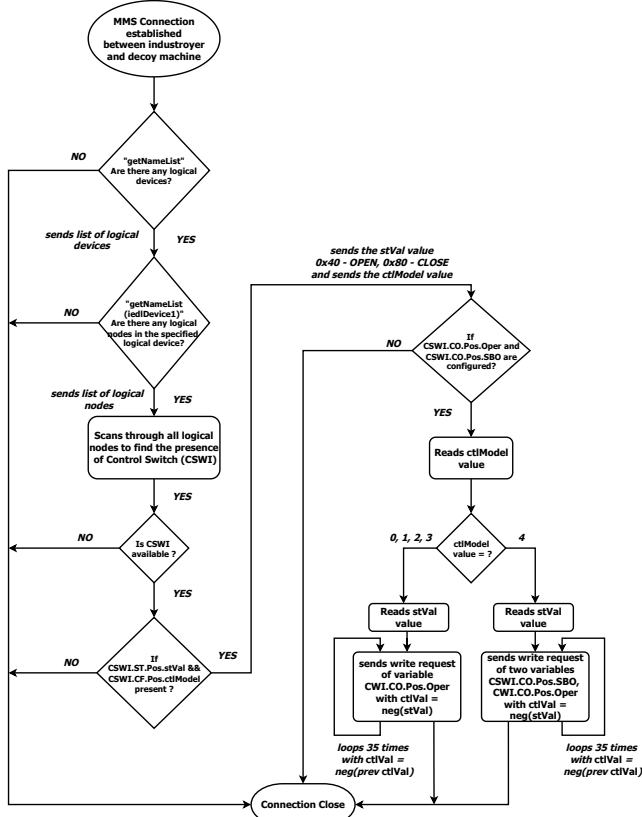 MMS Connection
established
between industroyer
and decoy machine
NO
"getNameList"
Are there any logical
devices?
sends list of logical
devices
YES
"getNameList
(iedlDevice1)"
Are there any logical
nodes in the specified
logical device?
NO
sends list of logical
nodes
YES
Scans through all logical
nodes to find the presence
of Control Switch (CSWI)
YES
NO
Is CSWI
available ?
YES
NO
If
CSWI.ST.Pos.stVal &&
CSWI.CF.Pos.ctlModel
present ?
YES
sends the stVal value
0x40 - OPEN, 0x80 - CLOSE
and sends the ctlModel value
NO
If
CSWI.CO.Pos.Oper and
CSWI.CO.Pos.SBO are
configured?
YES
Reads ctlModel
value
0, 1, 2, 3
ctlModel
value = ?
4
Reads stVal
value
sends write request
of variable
CWI.CO.Pos.Oper
with ctlVal =
neg(stVal)
loops 35 times
with ctlVal =
neg(prev ctlVal)
Reads stVal
value
sends write request
of two variables
CSWI.CO.Pos.SBO,
CWI.CO.Pos.Oper
with ctlVal =
neg(stVal)
loops 35 times
with ctlVal =
neg(prev ctlVal)
Connection Close